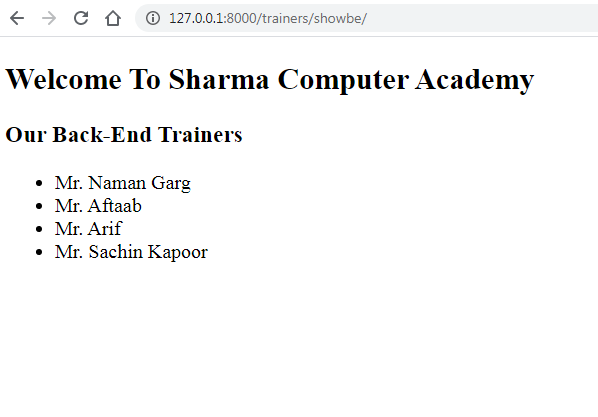 127.0.0.1:8000/trainers/showbe/
Welcome To Sharma Computer Academy
Our Back-End Trainers
Mr. Naman Garg
Mr. Aftaab
Mr. Arif
Mr. Sachin Kapoor